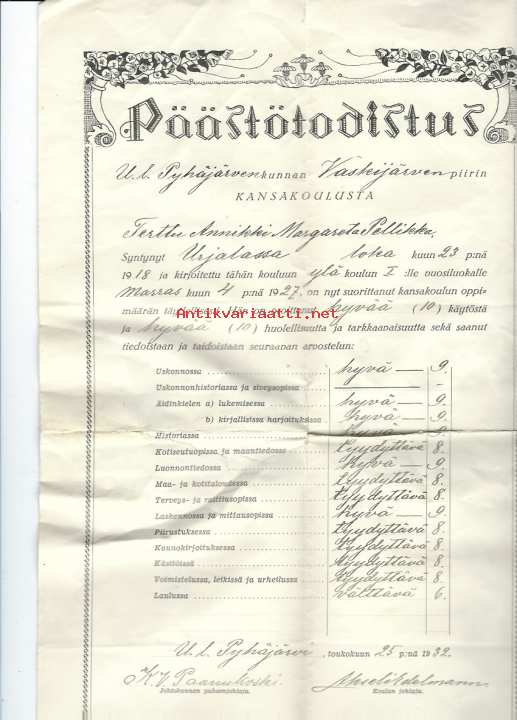 Päästötodistus
U. l. Pyhäjärven kunnan Vaskijärven piirin
KANSAKOULUSTA
Terttu Annikki Margareta Pellikka,
Syntynyt Urjalassa loka kuun 23 p:nä
1918 ja kirjoitettu tähän kouluun ylä koulun I :lle vuosiluokalle
marras kuun 4 p:nä 1927, on nyt suorittanut kansakoulun oppi-
määrän hyvää (10) käytöstä
Antikvariaatti.net
ja hyvää (10) huolellisuutta ja tarkkaavaisuutta sekä saanut
tiedoistaan ja taidoistaan seuraavan arvostelun:
Uskonnossa hyvä — 9.
Uskonnonhistoriassa ja siveysopissa — -
Äidinkielen a) lukemisessa hyvä — 9.
b) kirjallisissa harjoituksissa hyvä — 9.
Historiassa hyvä — 9.
Kotiseutuopissa ja maantiedossa tyydyttävä 8.
Luonnontiedossa hyvä — 9.
Maa- ja kotitaloudessa tyydyttävä 8.
Terveys- ja raittiusopissa tyydyttävä 8.
Laskennossa ja mittausopissa hyvä — 9.
Piirustuksessa tyydyttävä 8.
Kaunokirjoituksessa tyydyttävä 8.
Käsitöissä tyydyttävä 8.
Voimistelussa, leikissä ja urheilussa tyydyttävä 8.
Laulussa välttävä 6.
U. l. Pyhäjärvi, toukokuun 25 p:nä 1932.
K. V. Paanukoski. Akseli Edelmann.
Johtokunnan puheenjohtaja. Koulun johtaja.